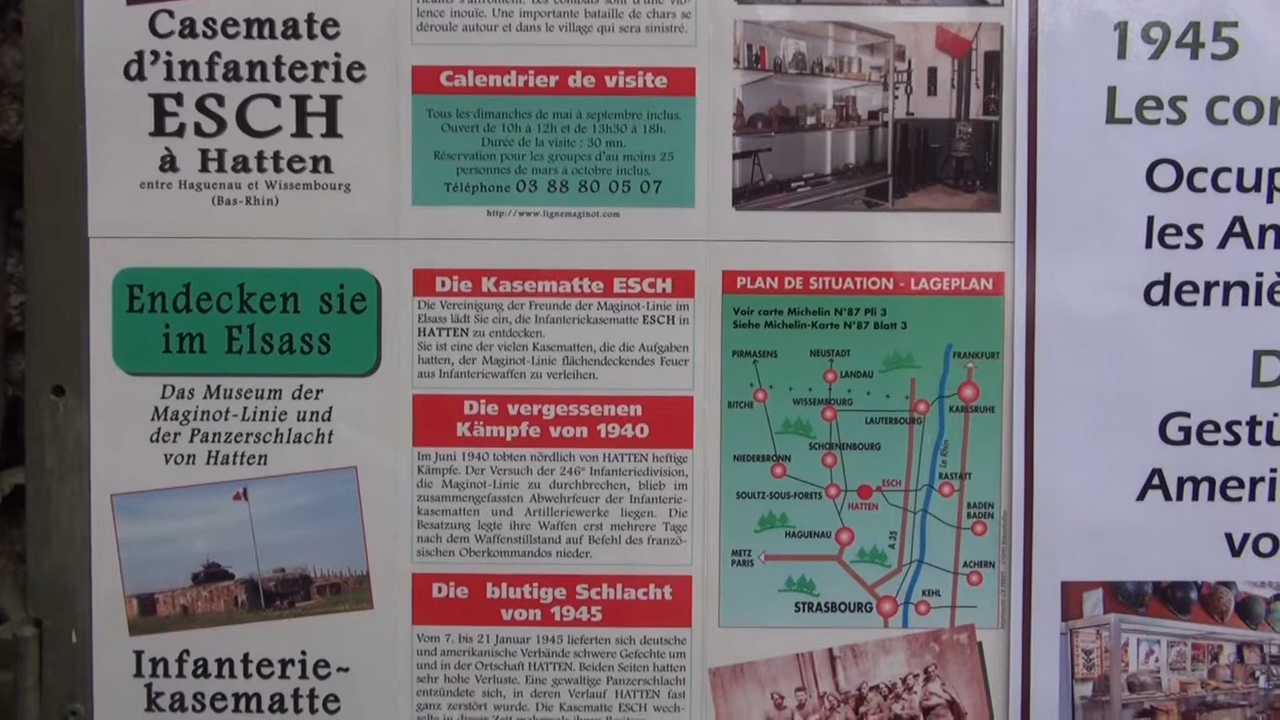 Casemate
d'infanterie
ESCH
à Hatten
entre Haguenau et Wissembourg
(Bas-Rhin)
lence inouïe. Une importante bataille de chars se
déroule autour et dans le village qui sera sinistré.
Calendrier de visite
Tous les dimanches de mai à septembre inclus.
Ouvert de 10h à 12h et de 13h30 à 18h.
Durée de la visite : 30 mn.
Réservation pour les groupes d'au moins 25
personnes de mars à octobre inclus.
Téléphone 03 88 80 05 07
http://www.lignemaginot.com
Endecken sie
im Elsass
Das Museum der
Maginot-Linie und
der Panzerschlacht
von Hatten
Infanterie-
kasematte
Die Kasematte ESCH
Die Vereinigung der Freunde der Maginot-Linie im
Elsass lädt Sie ein, die Infanteriekasematte ESCH in
HATTEN zu entdecken.
Sie ist eine der vielen Kasematten, die die Aufgaben
hatten, der Maginot-Linie flächendeckendes Feuer
aus Infanteriewaffen zu verleihen.
Die vergessenen
Kämpfe von 1940
Im Juni 1940 tobten nördlich von HATTEN heftige
Kämpfe. Der Versuch der 246e Infanteriedivision,
die Maginot-Linie zu durchbrechen, blieb im
zusammengefassten Abwehrfeuer der Infanterie-
kasematten und Artilleriewerke liegen. Die
Besatzung legte ihre Waffen erst mehrere Tage
nach dem Waffenstillstand auf Befehl des franzö-
sischen Oberkommandos nieder.
Die blutige Schlacht
von 1945
Vom 7. bis 21 Januar 1945 lieferten sich deutsche
und amerikanische Verbände schwere Gefechte um
und in der Ortschaft HATTEN. Beiden Seiten hatten
sehr hohe Verluste. Eine gewaltige Panzerschlacht
entzündete sich, in deren Verlauf HATTEN fast
ganz zerstört wurde. Die Kasematte ESCH wech-
PLAN DE SITUATION - LAGEPLAN
Voir carte Michelin N°87 Pli 3
Siehe Michelin-Karte N°87 Blatt 3
PIRMASENS
NEUSTADT
FRANKFURT
LANDAU
BITCHE
WISSEMBOURG
LAUTERBOURG
KARLSRUHE
SCHOENENBOURG
Le Rhin
NIEDERBRONN
ESCH
RASTATT
SOULTZ-SOUS-FORETS
HATTEN
BADEN
BADEN
HAGUENAU
A 35
METZ
PARIS
ACHERN
KEHL
STRASBOURG
1945
Les co
Occup
les Am
derniè
D
Gestü
Ameri
vo